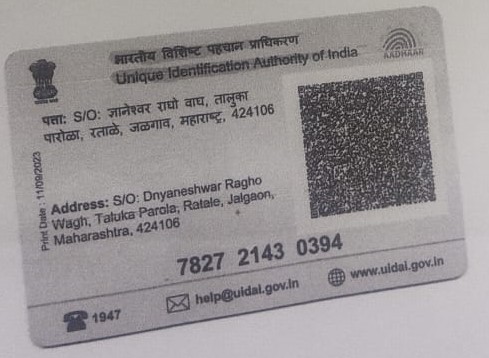 भारतीय विशिष्ट पहचान प्राधिकरण
Unique Identification Authority of India
AADHAAR
पत्ता: S/O: ज्ञानेश्वर राघो वाघ, तालुका
पारोळा, रताळे, जळगाव, महाराष्ट्र, 424106
Print Date : 11/09/2023
Address: S/O: Dnyaneshwar Ragho
Wagh, Taluka Parola, Ratale, Jalgaon,
Maharashtra, 424106
7827 2143 0394
1947
help@uidai.gov.in
www.uidai.gov.in